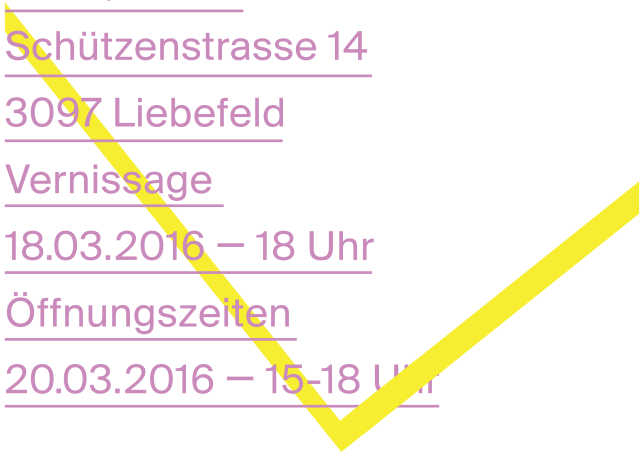 Schützenstrasse 14
3097 Liebefeld
Vernissage
18.03.2016 — 18 Uhr
Öffnungszeiten
20.03.2016 — 15-18 Uhr